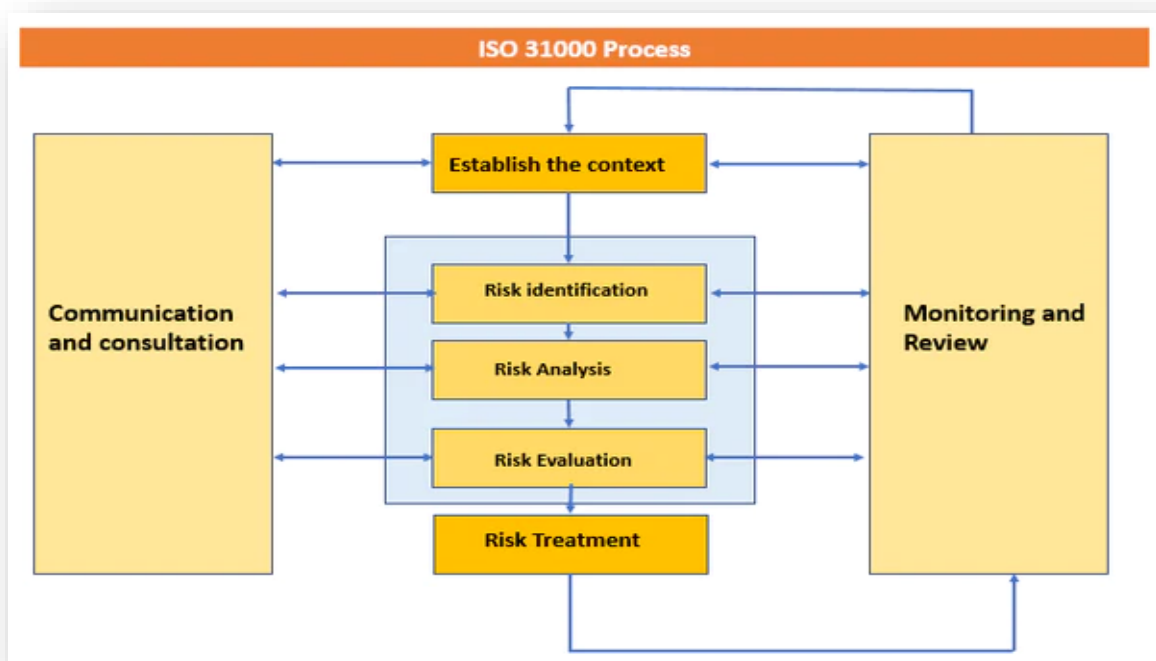 ISO 31000 Process
Establish the context
Communication
and consultation
Risk identification
Risk Analysis
Risk Evaluation
Risk Treatment
Monitoring and
Review